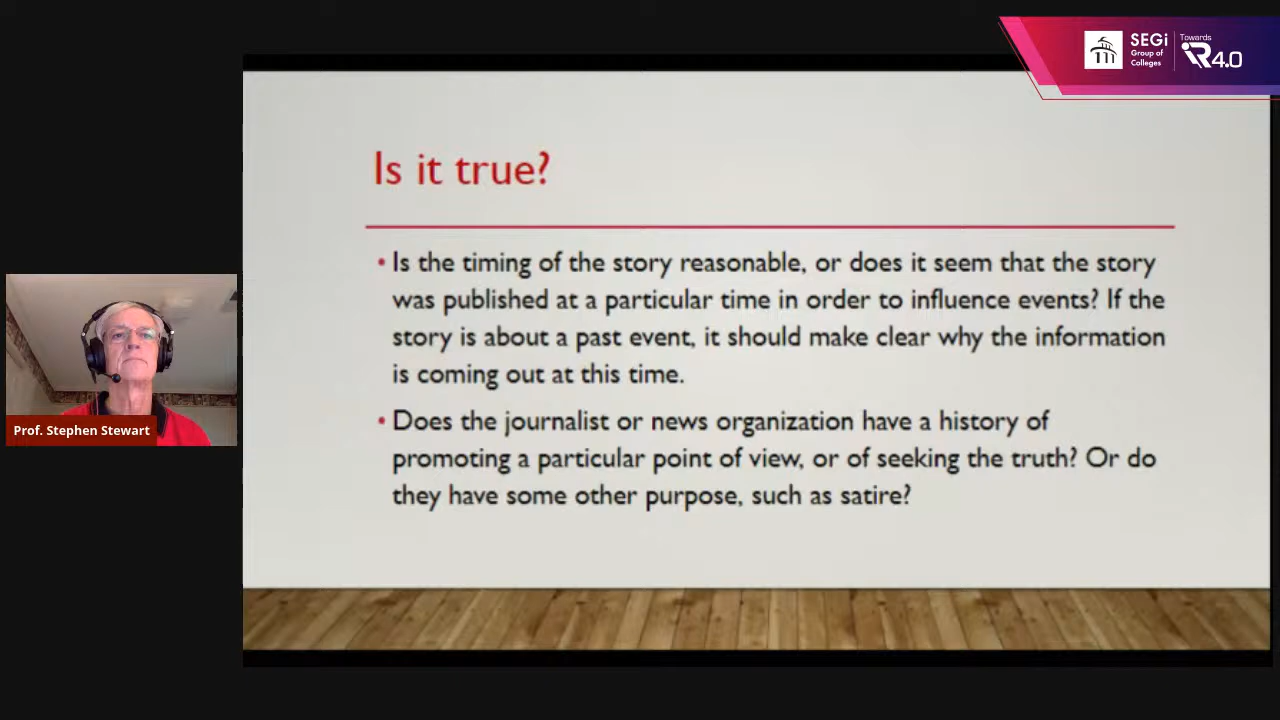 SEGi
Group of
Colleges
Towards
iR4.0
Is it true?
• Is the timing of the story reasonable, or does it seem that the story
was published at a particular time in order to influence events? If the
story is about a past event, it should make clear why the information
is coming out at this time.
• Does the journalist or news organization have a history of
promoting a particular point of view, or of seeking the truth? Or do
they have some other purpose, such as satire?
Prof. Stephen Stewart